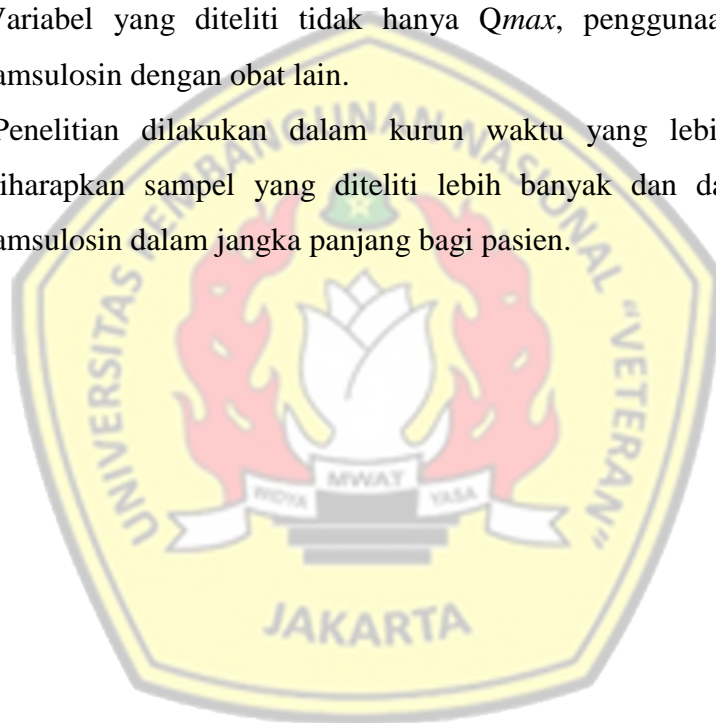 Variabel yang diteliti tidak hanya Qmax, penggunaa
amsulosin dengan obat lain.
Penelitian dilakukan dalam kurun waktu yang lebi
iharapkan sampel yang diteliti lebih banyak dan da
amsulosin dalam jangka panjang bagi pasien.
UNIVERSITAS PEMBANGUNAN NASIONAL "VETERAN"
WIDYA MWAT YASA
JAKARTA